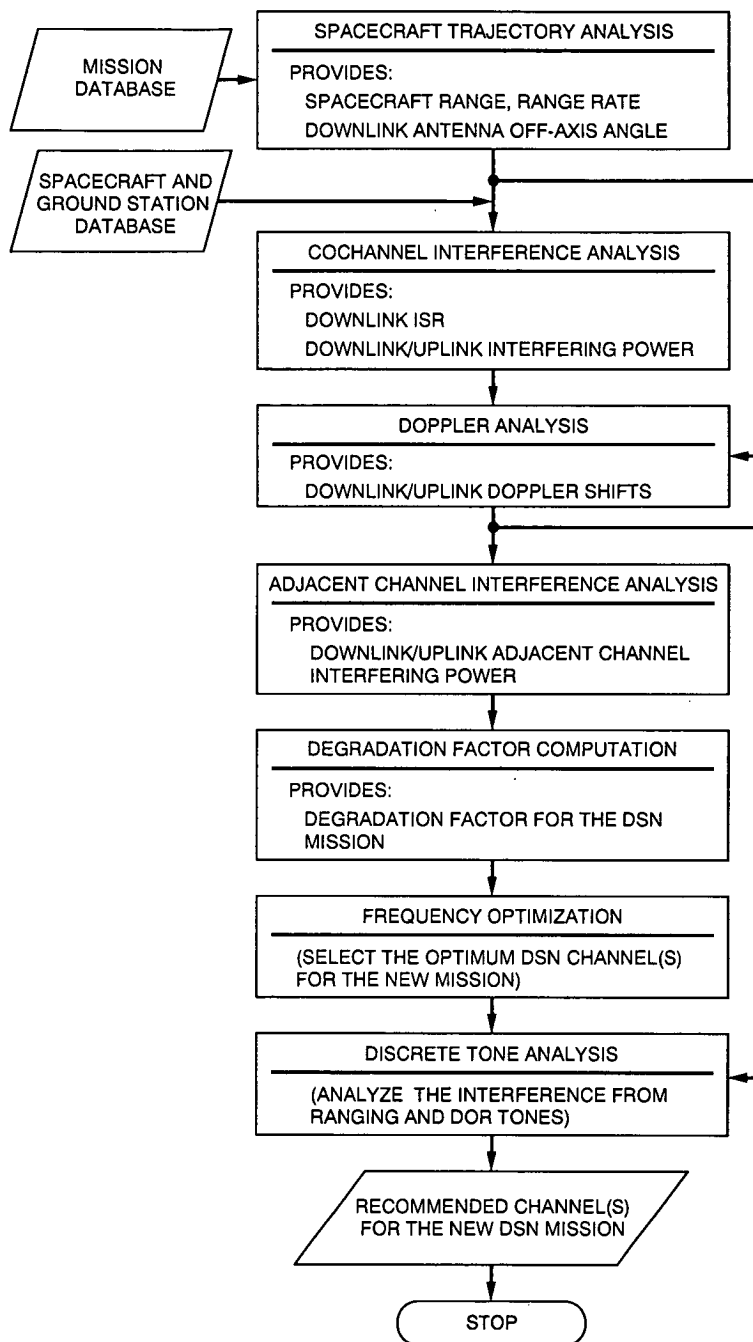 SPACECRAFT TRAJECTORY ANALYSIS
PROVIDES:
SPACECRAFT RANGE, RANGE RATE
DOWNLINK ANTENNA OFF-AXIS ANGLE
MISSION
DATABASE
SPACECRAFT AND
GROUND STATION
DATABASE
COCHANNEL INTERFERENCE ANALYSIS
PROVIDES:
DOWNLINK ISR
DOWNLINK/UPLINK INTERFERING POWER
DOPPLER ANALYSIS
PROVIDES:
DOWNLINK/UPLINK DOPPLER SHIFTS
ADJACENT CHANNEL INTERFERENCE ANALYSIS
PROVIDES:
DOWNLINK/UPLINK ADJACENT CHANNEL
INTERFERING POWER
DEGRADATION FACTOR COMPUTATION
PROVIDES:
DEGRADATION FACTOR FOR THE DSN
MISSION
FREQUENCY OPTIMIZATION
(SELECT THE OPTIMUM DSN CHANNEL(S)
FOR THE NEW MISSION)
DISCRETE TONE ANALYSIS
(ANALYZE THE INTERFERENCE FROM
RANGING AND DOR TONES)
RECOMMENDED CHANNEL(S)
FOR THE NEW DSN MISSION
STOP